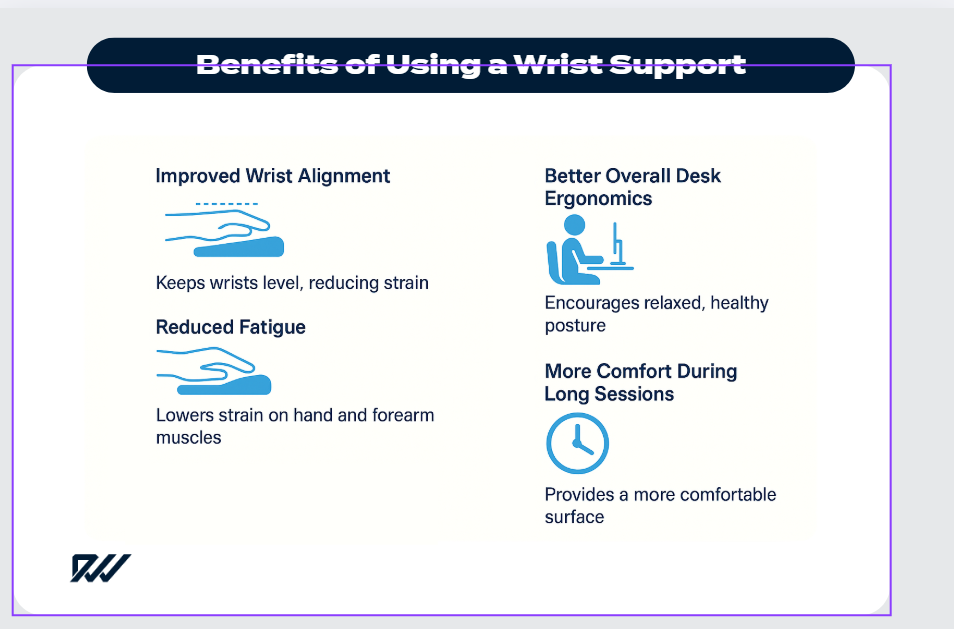 Benefits of Using a Wrist Support
Improved Wrist Alignment
Keeps wrists level, reducing strain
Reduced Fatigue
Lowers strain on hand and forearm
muscles
Better Overall Desk
Ergonomics
Encourages relaxed, healthy
posture
More Comfort During
Long Sessions
Provides a more comfortable
surface